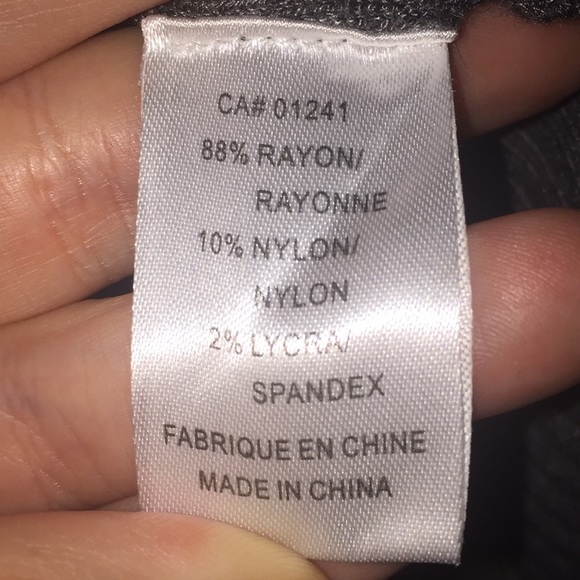 CA# 01241
88% RAYON/
RAYONNE
10% NYLON/
NYLON
2% LYCRA/
SPANDEX
FABRIQUE EN CHINE
MADE IN CHINA